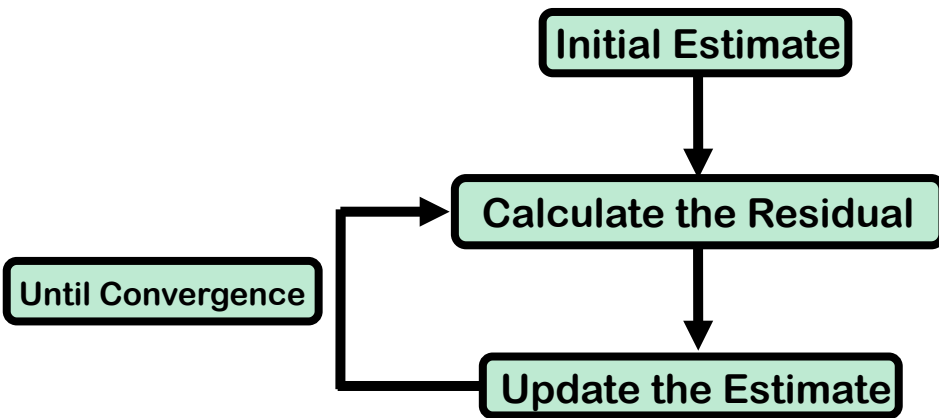 Initial Estimate
Calculate the Residual
Until Convergence
Update the Estimate